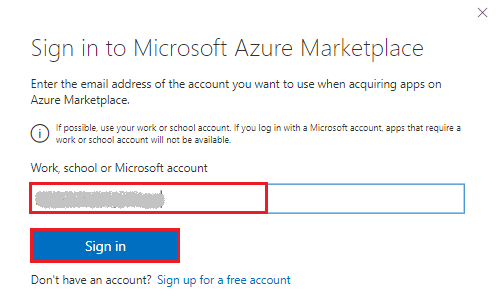 Sign in to Microsoft Azure Marketplace
Enter the email address of the account you want to use when acquiring apps on
Azure Marketplace.
If possible, use your work or school account. If you log in with a Microsoft account, apps that require a
work or school account will not be available.
Work, school or Microsoft account
Sign in
Don't have an account? Sign up for a free account